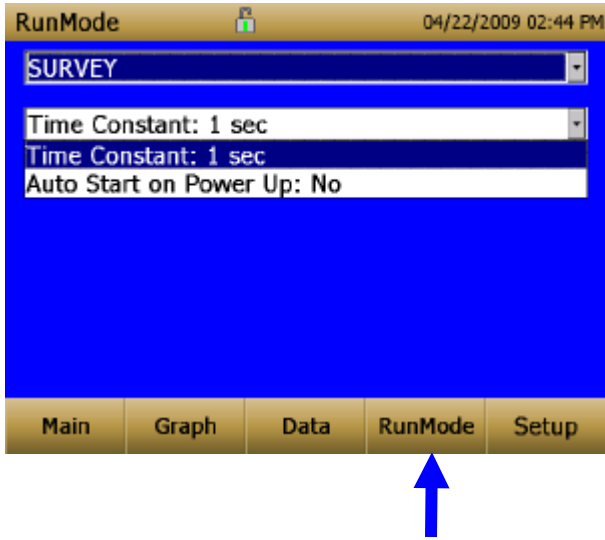 RunMode 04/22/2009 02:44 PM
SURVEY
Time Constant: 1 sec
Time Constant: 1 sec
Auto Start on Power Up: No
Main Graph Data RunMode Setup